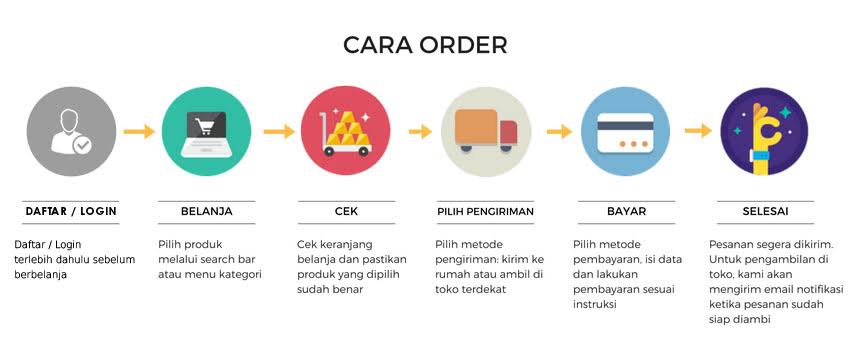 CARA ORDER
DAFTAR / LOGIN
Daftar / Login
terlebih dahulu sebelum
berbelanja
BELANJA
Pilih produk
melalui search bar
atau menu kategori
CEK
Cek keranjang
belanja dan pastikan
produk yang dipilih
sudah benar
PILIH PENGIRIMAN
Pilih metode
pengiriman: kirim ke
rumah atau ambil di
toko terdekat
BAYAR
Pilih metode
pembayaran, isi data
dan lakukan
pembayaran sesuai
instruksi
SELESAI
Pesanan segera dikirim.
Untuk pengambilan di
toko, kami akan
mengirim email notifikasi
ketika pesanan sudah
siap diambi